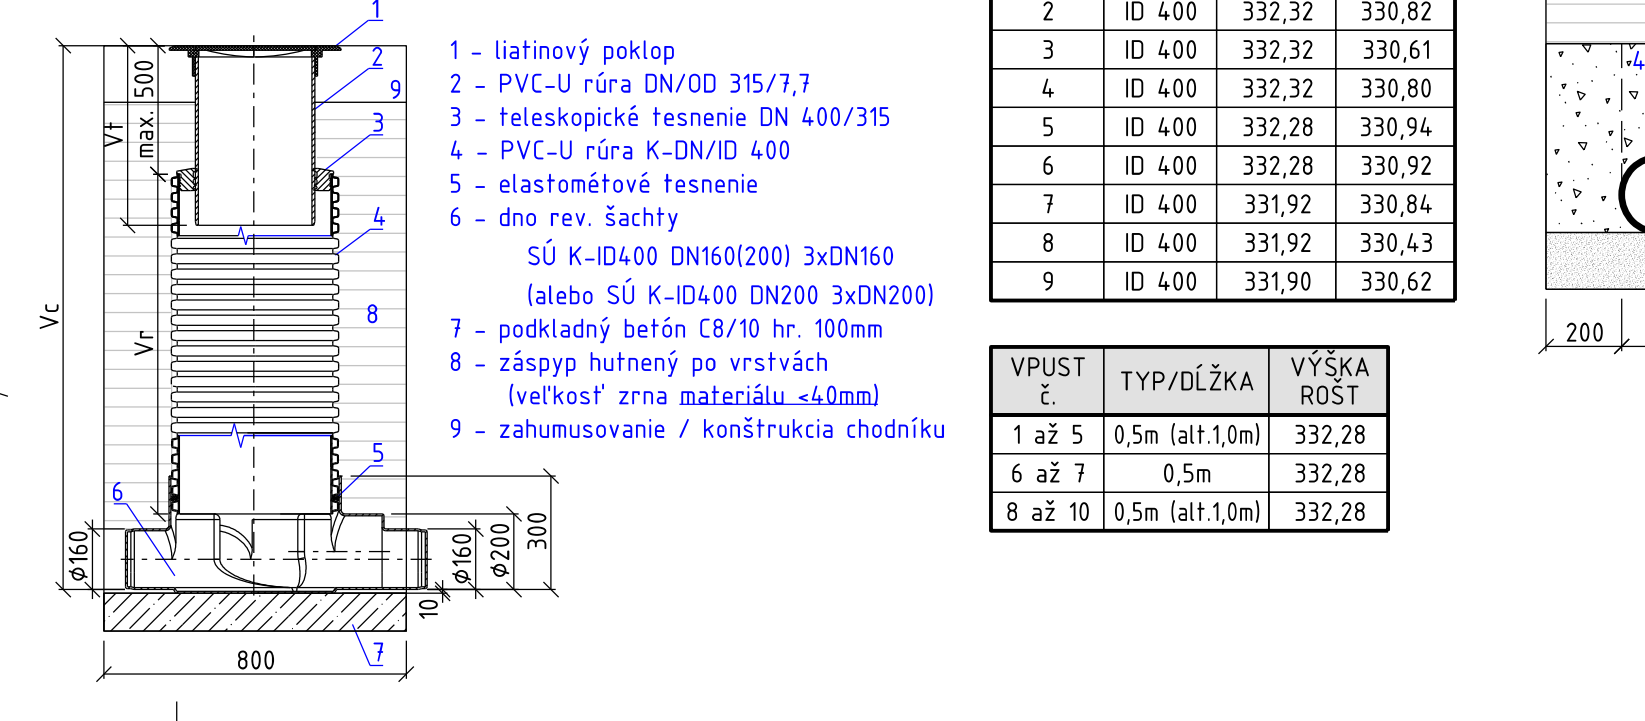 1
2
9
3
4
8
5
6
7
Vc
Vt
max. 500
Vr
ϕ160
ϕ160
ϕ200
300
10
800
1 - liatinový poklop
2 - PVC-U rúra DN/OD 315/7,7
3 - teleskopické tesnenie DN 400/315
4 - PVC-U rúra K-DN/ID 400
5 - elastométové tesnenie
6 - dno rev. šachty
SÚ K-ID400 DN160(200) 3xDN160
(alebo SÚ K-ID400 DN200 3xDN200)
7 - podkladný betón C8/10 hr. 100mm
8 - záspyp hutnený po vrstvách
(veľkosť zrna materiálu <40mm)
9 - zahumusovanie / konštrukcia chodníku
2 ID 400 332,32 330,82
3 ID 400 332,32 330,61
4 ID 400 332,32 330,80
5 ID 400 332,28 330,94
6 ID 400 332,28 330,92
7 ID 400 331,92 330,84
8 ID 400 331,92 330,43
9 ID 400 331,90 330,62
VPUST č. TYP/DĹŽKA VÝŠKA ROŠT
1 až 5 0,5m (alt.1,0m) 332,28
6 až 7 0,5m 332,28
8 až 10 0,5m (alt.1,0m) 332,28
4
200